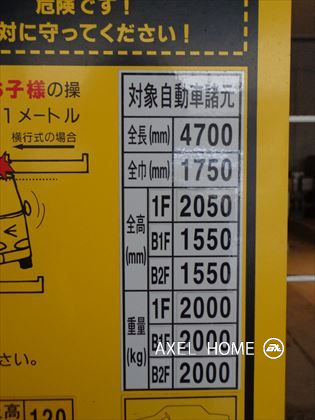 危険です!
対に守ってください!
子様の操
1メートル
横行式の場合
対象自動車諸元
全長(mm) 4700
全巾(mm) 1750
全高(mm)
1F 2050
B1F 1550
B2F 1550
重量(kg)
1F 2000
B1F 2000
B2F 2000
AXEL HOME
さい。
高 120